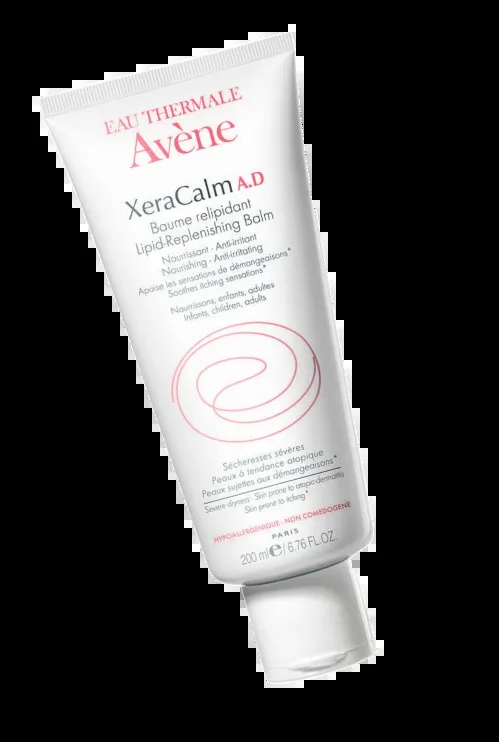 EAU THERMALE
Avène
XeraCalm A.D
Baume relipidant
Lipid-Replenishing Balm
Nourrissant - Anti-irritant
Nourishing - Anti-irritating
Apaise les sensations de démangeaisons*
Soothes itching sensations*
Nourrissons, enfants, adultes
Infants, children, adults
Sécheresses sévères
Peaux à tendance atopique
Peaux sujettes aux démangeaisons*
Severe dryness - Skin prone to atopic dermatitis
Skin prone to itching*
HYPOALLERGÉNIQUE - NON COMEDOGENE
PARIS
200 ml e / 6.76 FL.OZ.